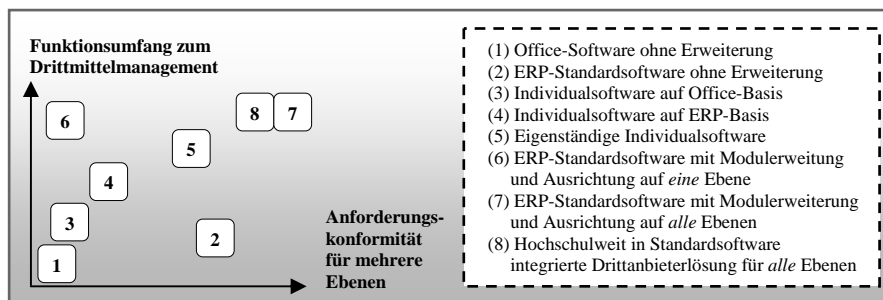 Funktionsumfang zum
Drittmittelmanagement
6
8
7
5
4
3
2
1
Anforderungs-
konformität
für mehrere
Ebenen
(1) Office-Software ohne Erweiterung
(2) ERP-Standardsoftware ohne Erweiterung
(3) Individualsoftware auf Office-Basis
(4) Individualsoftware auf ERP-Basis
(5) Eigenständige Individualsoftware
(6) ERP-Standardsoftware mit Modulerweitung
und Ausrichtung auf eine Ebene
(7) ERP-Standardsoftware mit Modulerweiterung
und Ausrichtung auf alle Ebenen
(8) Hochschulweit in Standardsoftware
integrierte Drittanbieterlösung für alle Ebenen